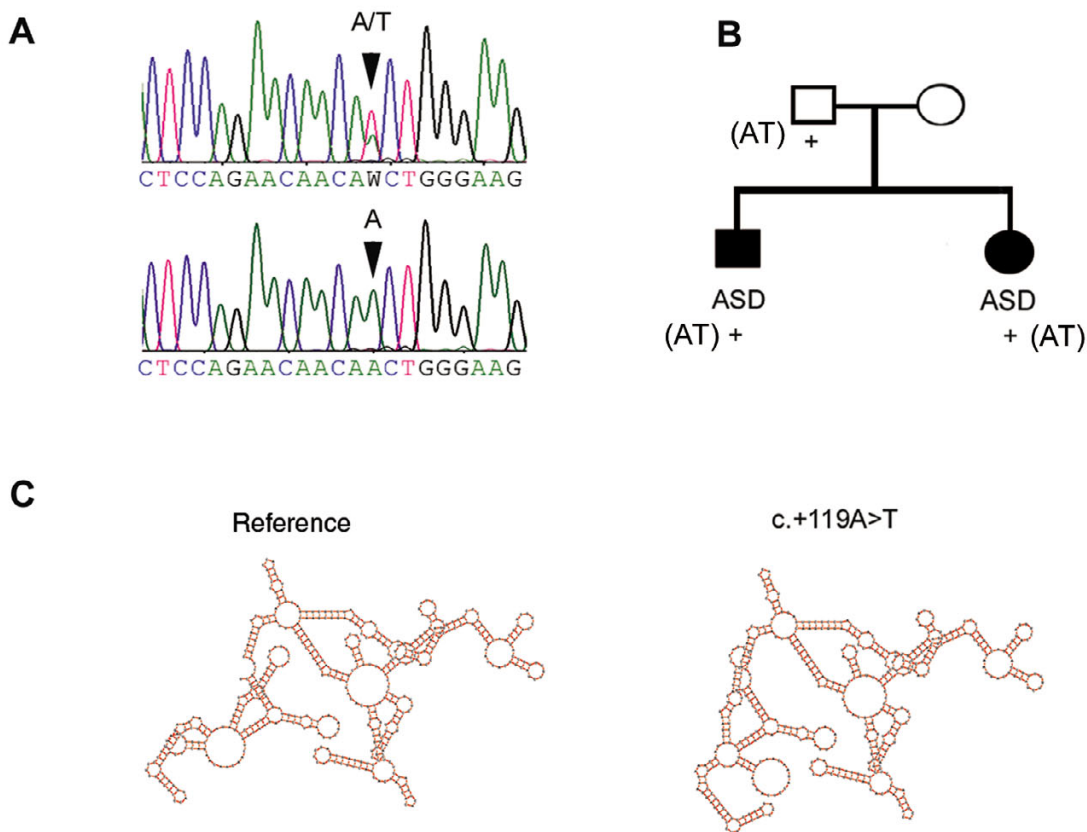 A
A/T
CTCCAGAACAACAWCTGGGAAG
A
CTCCAGAACAACAACTGGGAAG
B
(AT) +
ASD
(AT) +
ASD
+ (AT)
C
Reference
c.+119A>T